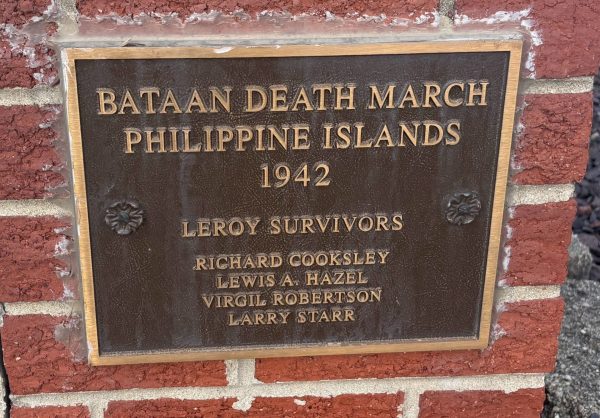 BATAAN DEATH MARCH
PHILIPPINE ISLANDS
1942
LEROY SURVIVORS
RICHARD COOKSLEY
LEWIS A. HAZEL
VIRGIL ROBERTSON
LARRY STARR